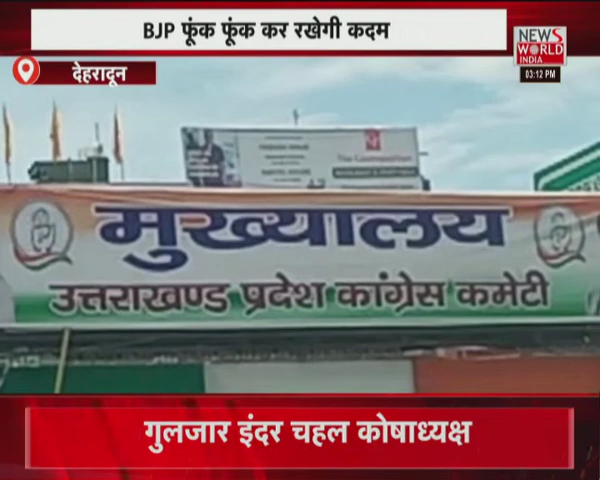 BJP फूंक फूंक कर रखेगी कदम
NEWS
WORLD
INDIA
03:12 PM
देहरादून
मुख्यालय
उत्तराखण्ड प्रदेश कांग्रेस कमेटी
गुलजार इंदर चहल कोषाध्यक्ष